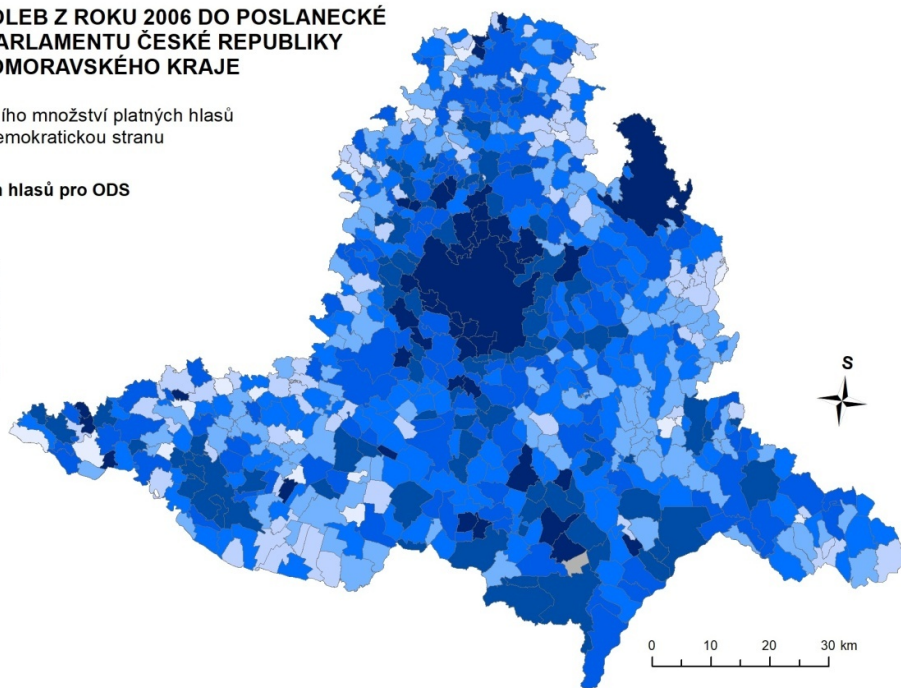 OLEB Z ROKU 2006 DO POSLANECKÉ
ARLAMENTU ČESKÉ REPUBLIKY
OMORAVSKÉHO KRAJE
ího množství platných hlasů
emokratickou stranu
hlasů pro ODS
S
0 10 20 30 km